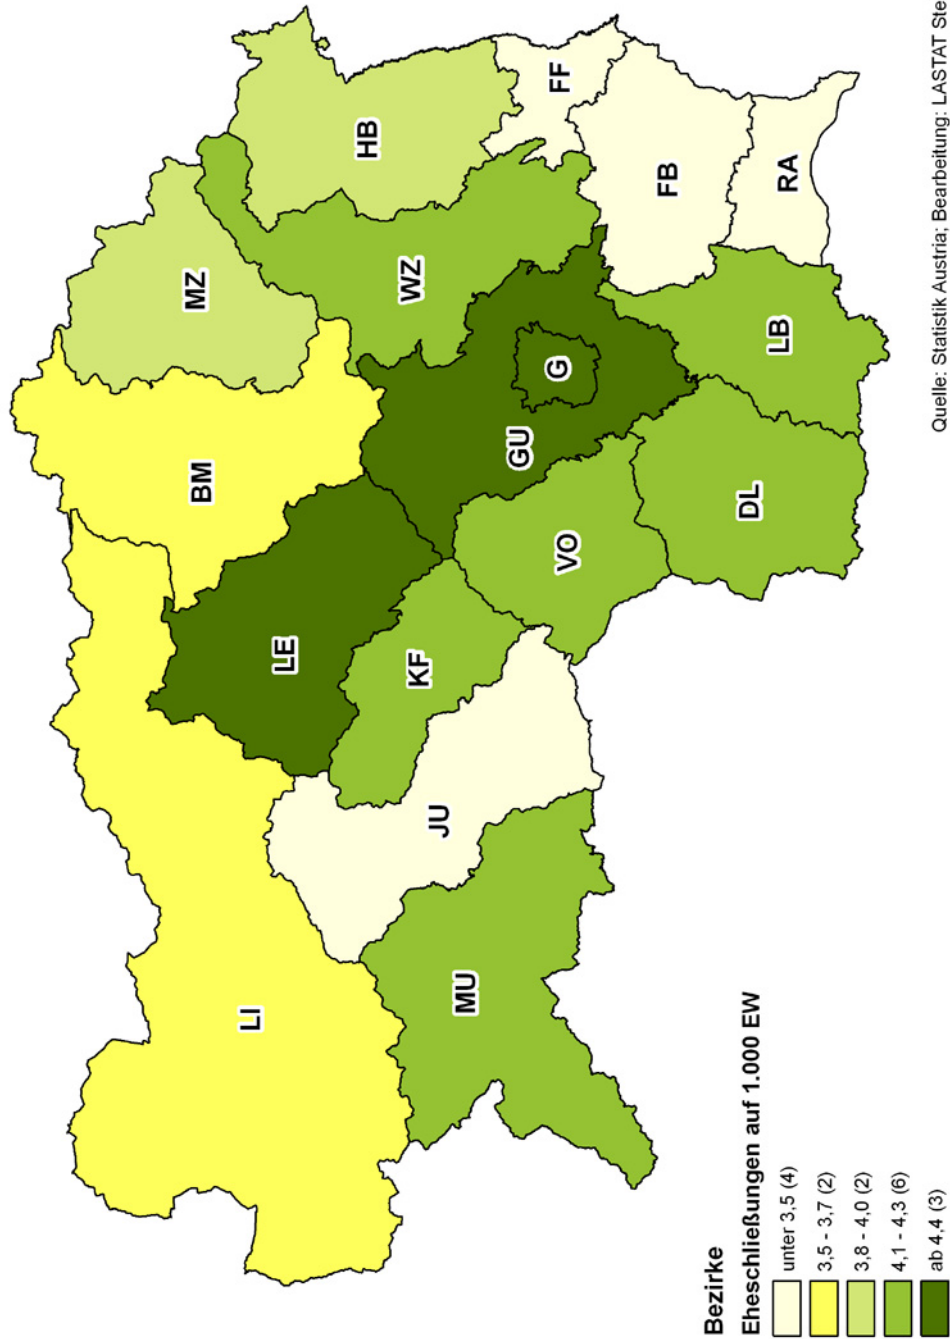 MZ
HB
BM
LI
WZ
LE
FF
GU
G
FB
KF
VO
JU
RA
MU
LB
DL
Bezirke
Eheschließungen auf 1.000 EW
unter 3,5 (4)
3,5 - 3,7 (2)
3,8 - 4,0 (2)
4,1 - 4,3 (6)
ab 4,4 (3)
Quelle: Statistik Austria; Bearbeitung: LASTAT Ste